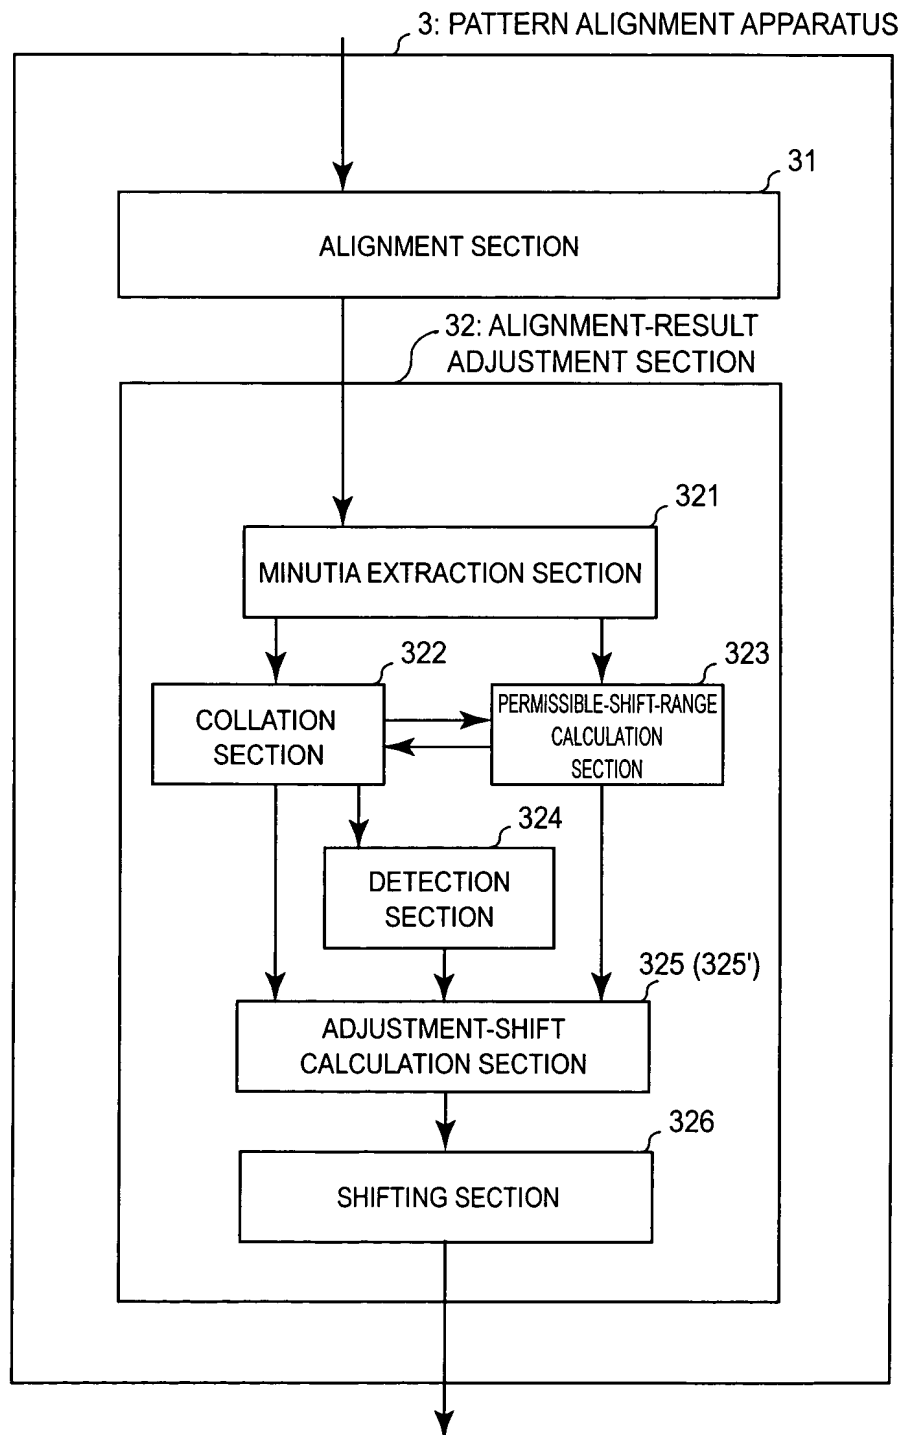 3: PATTERN ALIGNMENT APPARATUS
31
ALIGNMENT SECTION
32: ALIGNMENT-RESULT
ADJUSTMENT SECTION
321
MINUTIA EXTRACTION SECTION
322
COLLATION
SECTION
323
PERMISSIBLE-SHIFT-RANGE
CALCULATION
SECTION
324
DETECTION
SECTION
325 (325')
ADJUSTMENT-SHIFT
CALCULATION SECTION
326
SHIFTING SECTION